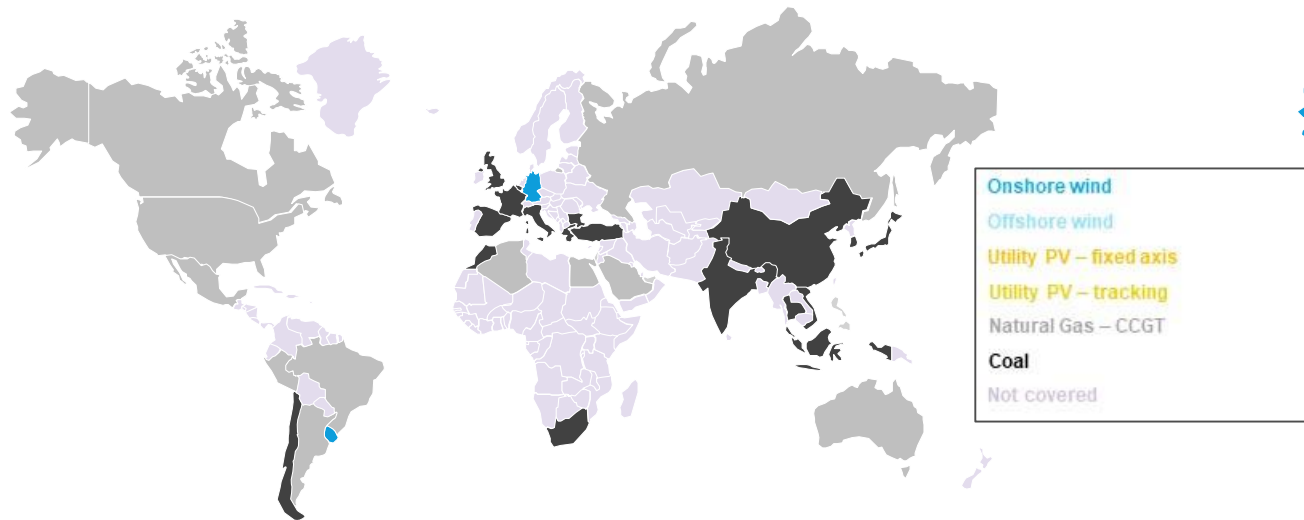 Onshore wind
Offshore wind
Utility PV – fixed axis
Utility PV – tracking
Natural Gas – CCGT
Coal
Not covered